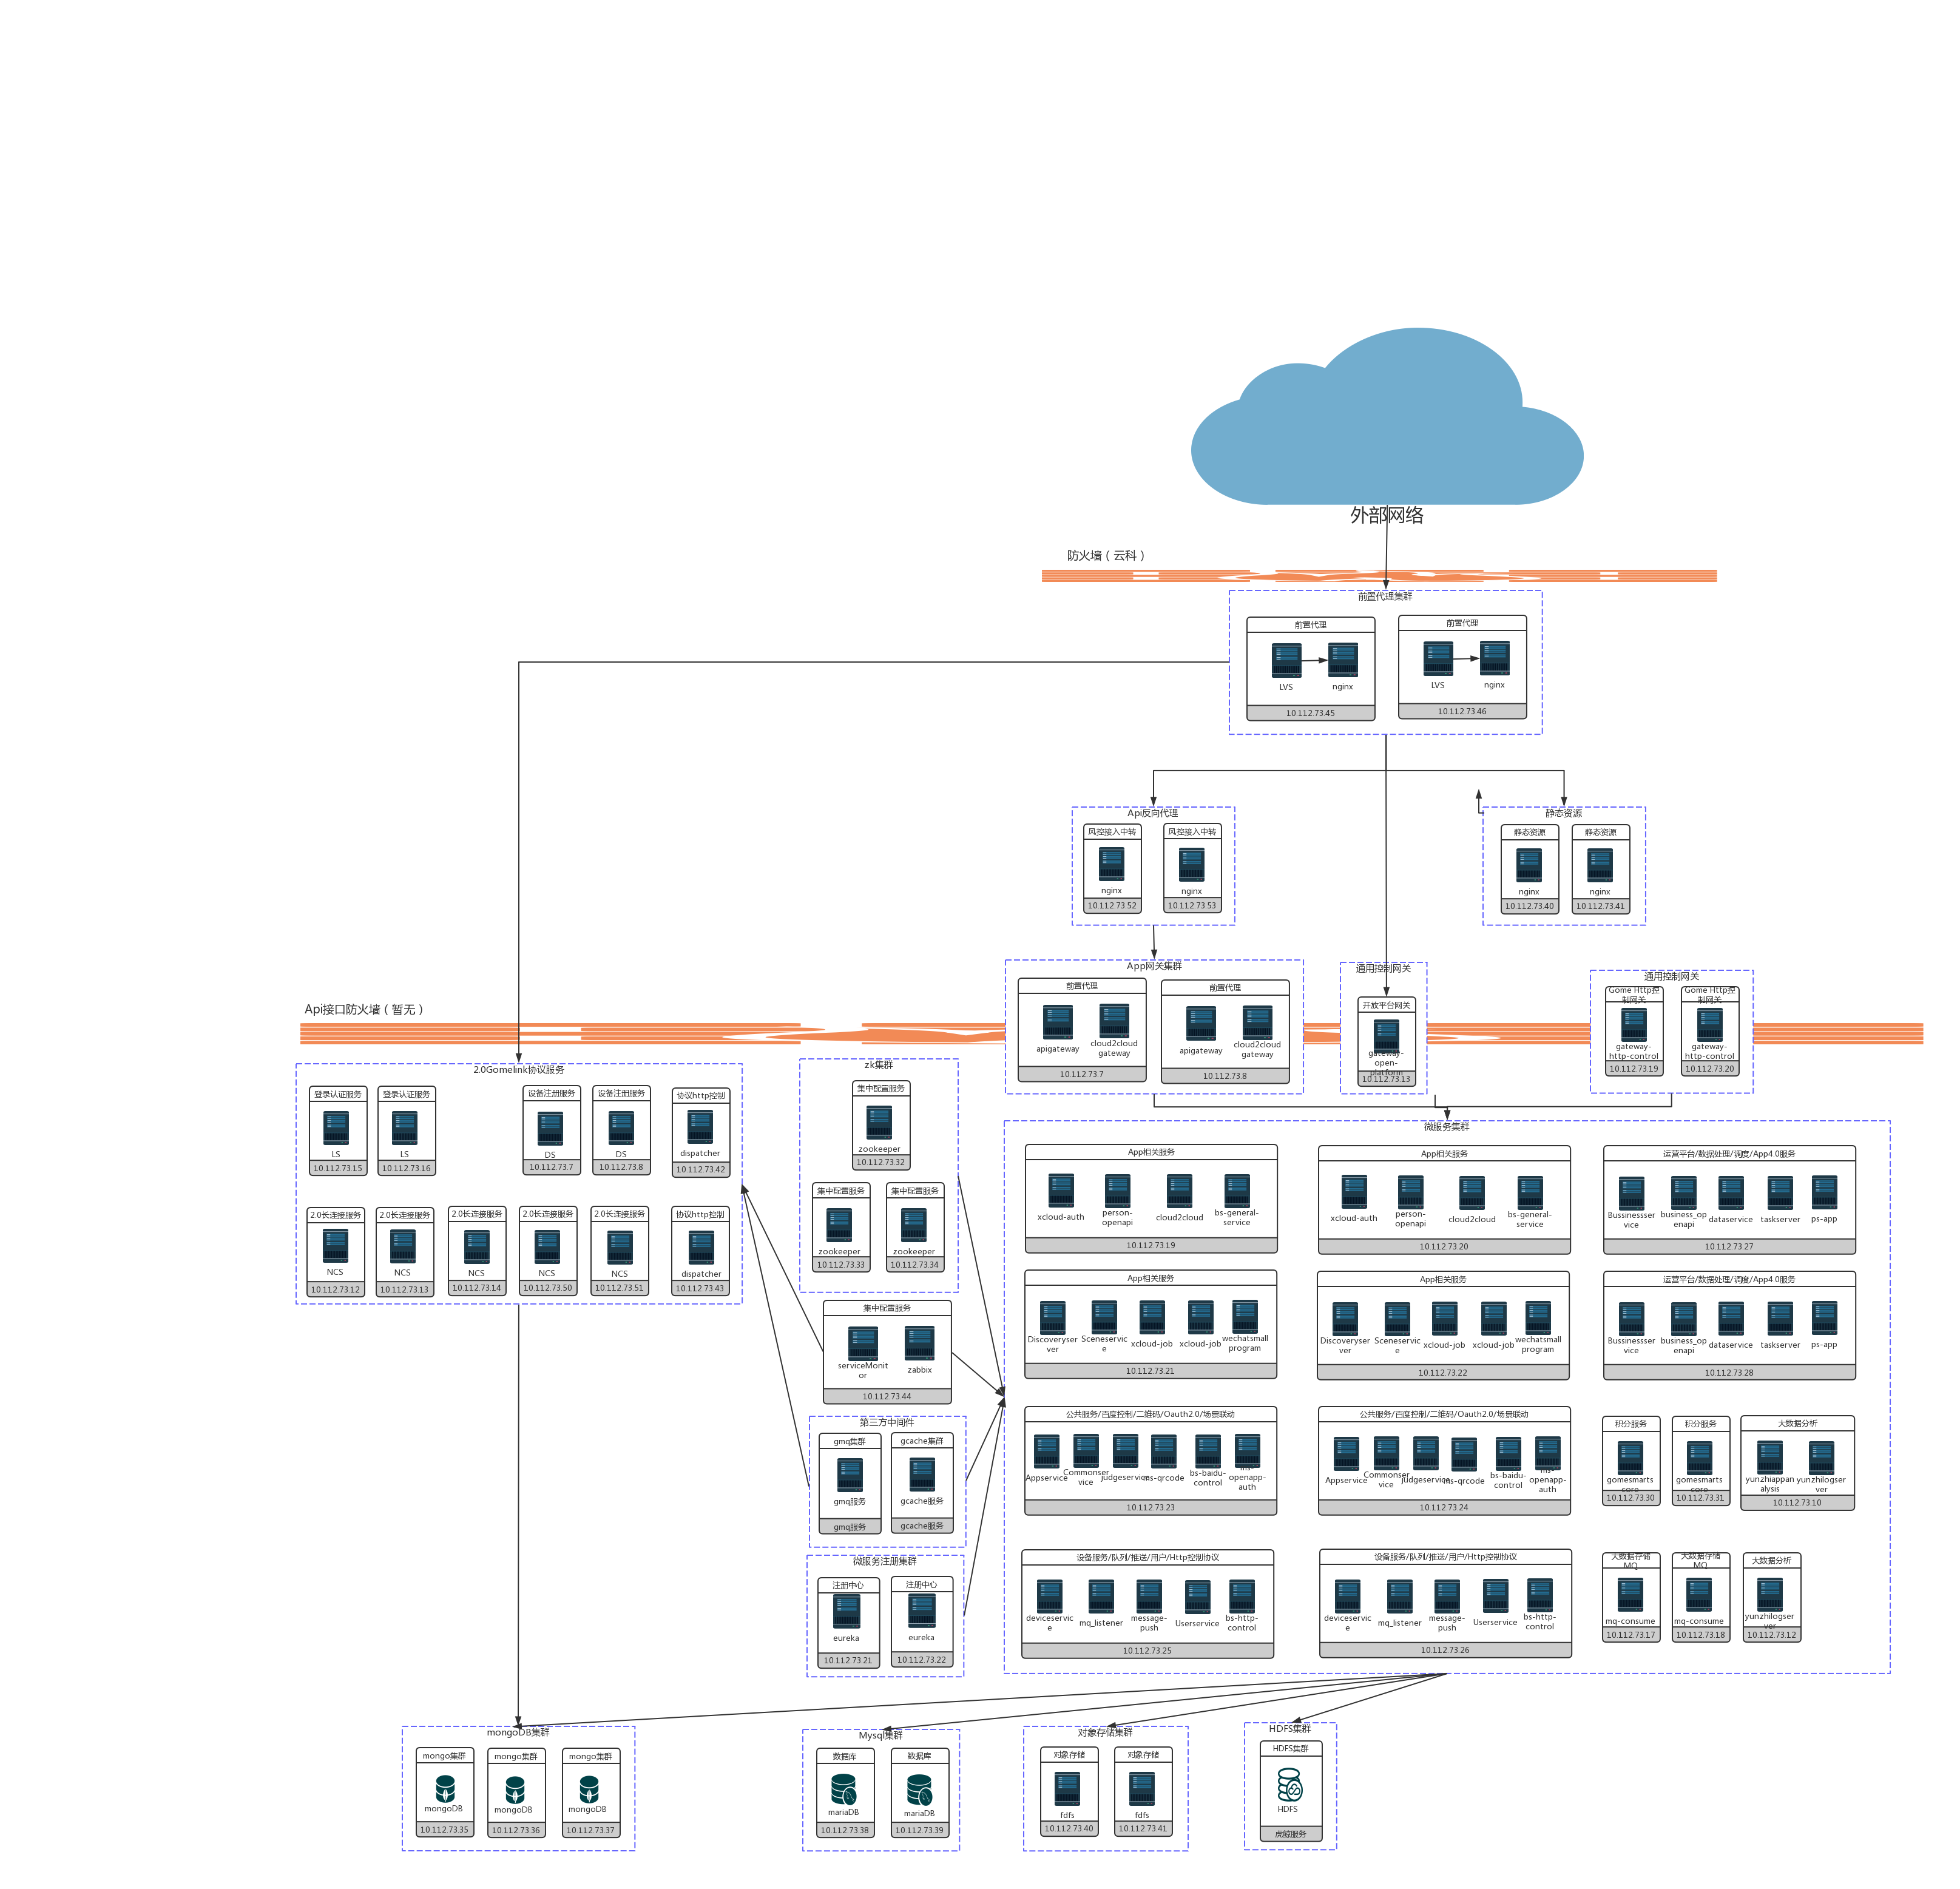 外部网络
防火墙（云科）
前置代理集群
前置代理
LVS
nginx
10.112.73.45
前置代理
LVS
nginx
10.112.73.46
Api反向代理
风控接入中转
nginx
10.112.73.52
风控接入中转
nginx
10.112.73.53
静态资源
静态资源
nginx
10.112.73.40
静态资源
nginx
10.112.73.41
App网关集群
前置代理
apigateway
cloud2cloud
gateway
10.112.73.7
前置代理
apigateway
cloud2cloud
gateway
10.112.73.8
通用控制网关
开放平台网关
gateway-
open-
platform
10.112.73.13
通用控制网关
Gome Http控
制网关
gateway-
http-control
10.112.73.19
Gome Http控
制网关
gateway-
http-control
10.112.73.20
Api接口防火墙（暂无）
2.0Gomelink协议服务
登录认证服务
LS
10.112.73.15
登录认证服务
LS
10.112.73.16
设备注册服务
DS
10.112.73.7
设备注册服务
DS
10.112.73.8
协议http控制
dispatcher
10.112.73.42
2.0长连接服务
NCS
10.112.73.12
2.0长连接服务
NCS
10.112.73.13
2.0长连接服务
NCS
10.112.73.14
2.0长连接服务
NCS
10.112.73.50
2.0长连接服务
NCS
10.112.73.51
协议http控制
dispatcher
10.112.73.43
zk集群
集中配置服务
zookeeper
10.112.73.32
集中配置服务
zookeeper
10.112.73.33
集中配置服务
zookeeper
10.112.73.34
集中配置服务
serviceMonit
or
zabbix
10.112.73.44
第三方中间件
gmq集群
gmq服务
gmq服务
gcache集群
gcache服务
gcache服务
微服务注册集群
注册中心
eureka
10.112.73.21
注册中心
eureka
10.112.73.22
微服务集群
App相关服务
xcloud-auth
person-
openapi
cloud2cloud
bs-general-
service
10.112.73.19
App相关服务
xcloud-auth
person-
openapi
cloud2cloud
bs-general-
service
10.112.73.20
运营平台/数据处理/调度/App4.0服务
Bussinessser
vice
business_op
enapi
dataservice
taskserver
ps-app
10.112.73.27
App相关服务
Discoveryser
ver
Sceneservic
e
xcloud-job
xcloud-job
wechatsmall
program
10.112.73.21
App相关服务
Discoveryser
ver
Sceneservic
e
xcloud-job
xcloud-job
wechatsmall
program
10.112.73.22
运营平台/数据处理/调度/App4.0服务
Bussinessser
vice
business_op
enapi
dataservice
taskserver
ps-app
10.112.73.28
公共服务/百度控制/二维码/Oauth2.0/场景联动
Appservice
Commonser
vice
judgeservice
ms-qrcode
bs-baidu-
control
ms-
openapp-
auth
10.112.73.23
公共服务/百度控制/二维码/Oauth2.0/场景联动
Appservice
Commonser
vice
judgeservice
ms-qrcode
bs-baidu-
control
ms-
openapp-
auth
10.112.73.24
积分服务
gomesmarts
core
10.112.73.30
积分服务
gomesmarts
core
10.112.73.31
大数据分析
yunzhiappan
alysis
yunzhilogser
ver
10.112.73.10
设备服务/队列/推送/用户/Http控制协议
deviceservic
e
mq_listener
message-
push
Userservice
bs-http-
control
10.112.73.25
设备服务/队列/推送/用户/Http控制协议
deviceservic
e
mq_listener
message-
push
Userservice
bs-http-
control
10.112.73.26
大数据存储
MQ
mq-consume
10.112.73.17
大数据存储
MQ
mq-consume
10.112.73.18
大数据分析
yunzhilogser
ver
10.112.73.12
mongoDB集群
mongo集群
mongoDB
10.112.73.35
mongo集群
mongoDB
10.112.73.36
mongo集群
mongoDB
10.112.73.37
Mysql集群
数据库
mariaDB
10.112.73.38
数据库
mariaDB
10.112.73.39
对象存储集群
对象存储
fdfs
10.112.73.40
对象存储
fdfs
10.112.73.41
HDFS集群
HDFS集群
HDFS
虎鲸服务